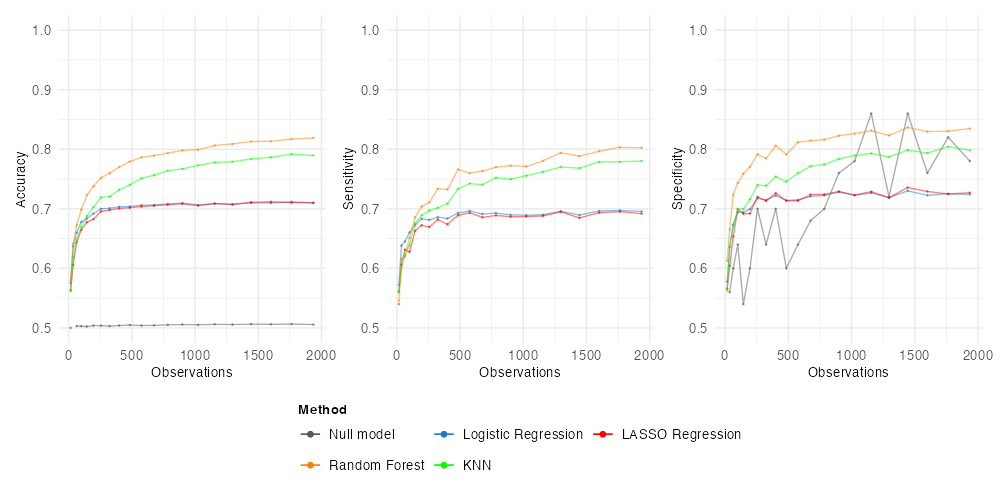 Accuracy
1.0
0.9
0.8
0.7
0.6
0.5
0 500 1000 1500 2000
Observations
Sensitivity
1.0
0.9
0.8
0.7
0.6
0.5
0 500 1000 1500 2000
Observations
Specificity
1.0
0.9
0.8
0.7
0.6
0.5
0 500 1000 1500 2000
Observations
Method
Null model Logistic Regression LASSO Regression
Random Forest KNN